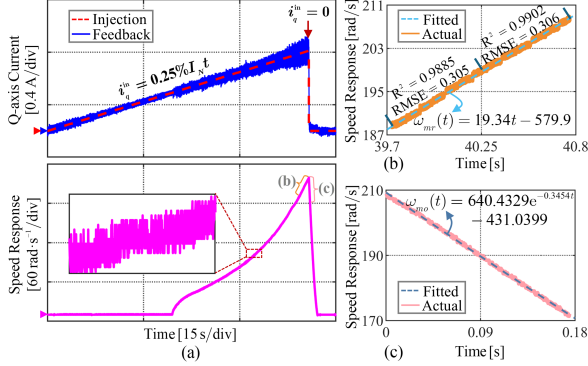 Injection
Feedback
i_q^in = 0
i_q^in = 0.25%I_N t
Q-axis Current
[0.4 A/div]
Speed Response
[60 rad·s⁻¹/div]
(b)
(c)
Time [15 s/div]
(a)
Speed Response [rad/s]
211
209
198
187
Fitted
Actual
R² = 0.9885
RMSE = 0.305
R² = 0.9902
RMSE = 0.306
ω_mr(t) = 19.34t − 579.9
39.7
40.25
40.8
(b)
Time [s]
Speed Response [rad/s]
210
190
170
ω_mo(t) = 640.4329e^−0.3454t
− 431.0399
Fitted
Actual
0
0.09
0.18
(c)
Time [s]